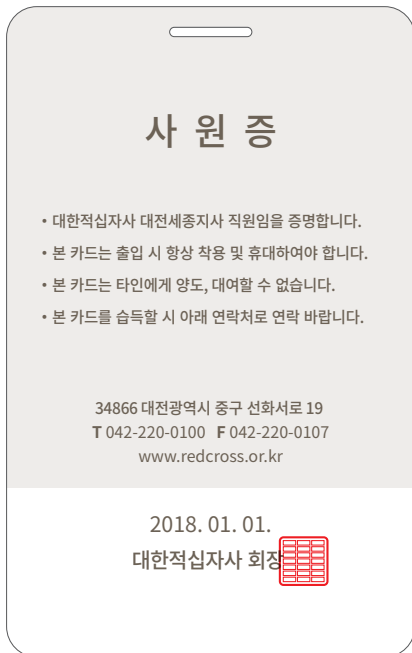 사 원 증
• 대한적십자사 대전세종지사 직원임을 증명합니다.
• 본 카드는 출입 시 항상 착용 및 휴대하여야 합니다.
• 본 카드는 타인에게 양도, 대여할 수 없습니다.
• 본 카드를 습득할 시 아래 연락처로 연락 바랍니다.
34866 대전광역시 중구 선화서로 19
T 042-220-0100 F 042-220-0107
www.redcross.or.kr
2018. 01. 01.
대한적십자사 회장